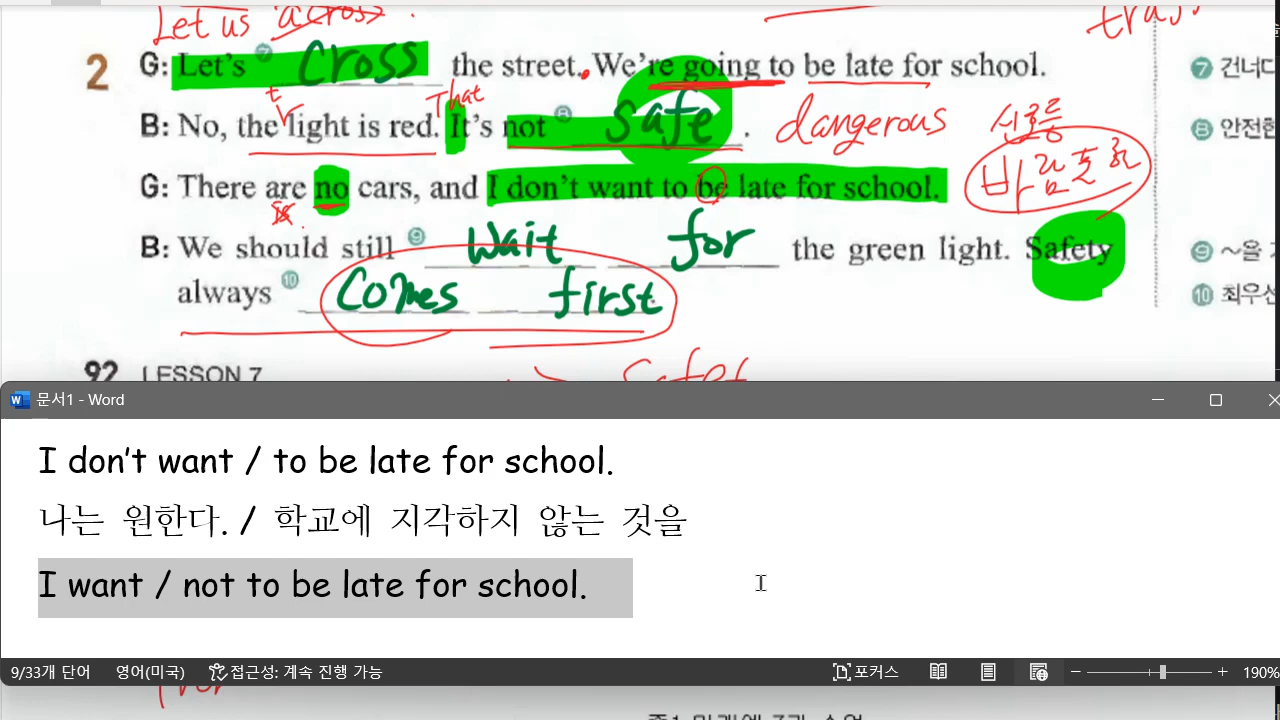 Let us across.
2 G: Let's ⑦ Cross the street. We're going to be late for school.
⑦ 건너다
That
B: No, the light is red. It's not ⑧ safe. dangerous
신호등
⑧ 안전한
G: There are no cars, and I don't want to be late for school.
is
B: We should still ⑨ wait for the green light. Safety
⑨ ~을
always ⑩ comes first.
⑩ 최우선
92 LESSON 7
문서1 - Word
I don't want / to be late for school.
나는 원한다. / 학교에 지각하지 않는 것을
I want / not to be late for school.
9/33개 단어 영어(미국) 접근성: 계속 진행 가능 포커스 190%